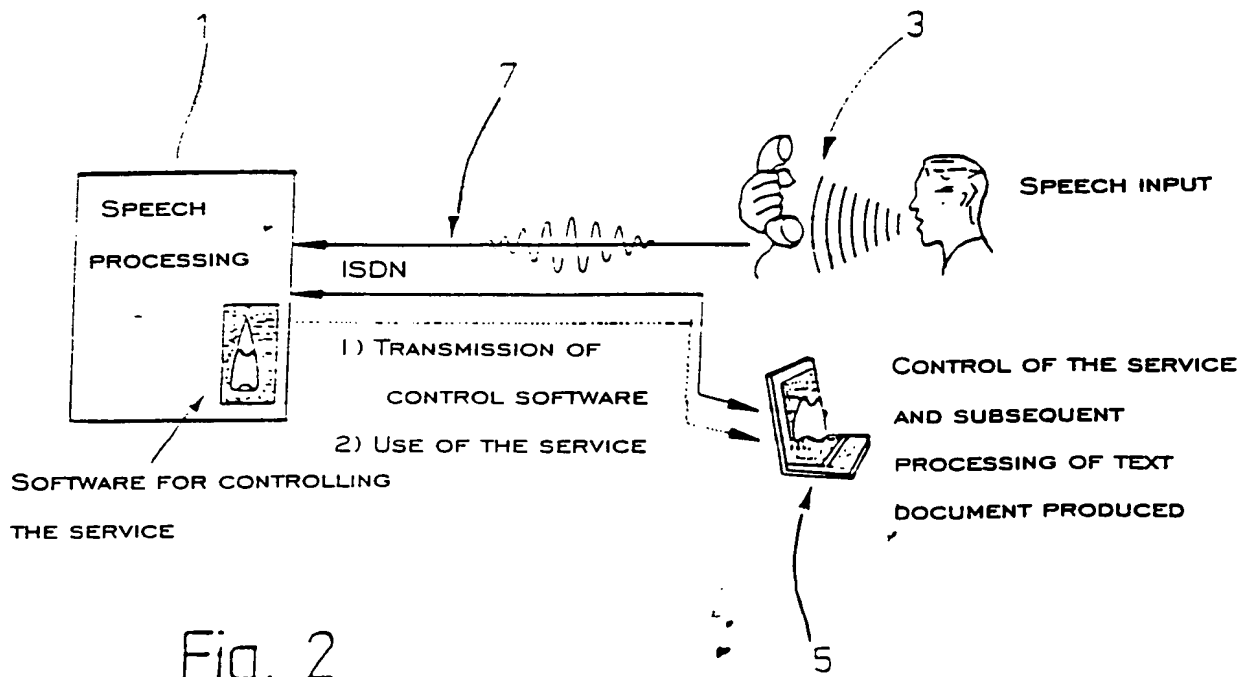 1
7
3
SPEECH
PROCESSING
ISDN
SPEECH INPUT
1) TRANSMISSION OF
CONTROL SOFTWARE
2) USE OF THE SERVICE
SOFTWARE FOR CONTROLLING
THE SERVICE
CONTROL OF THE SERVICE
AND SUBSEQUENT
PROCESSING OF TEXT
DOCUMENT PRODUCED
5
Fig. 2